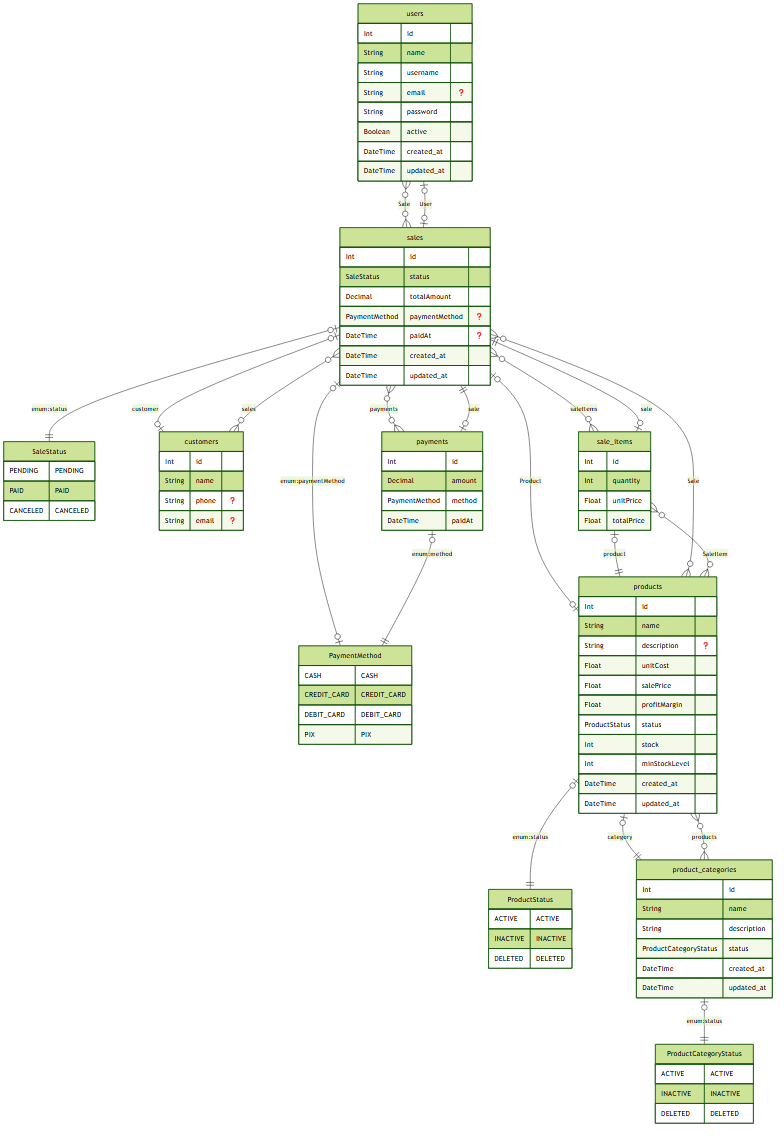 users
Int id
String name
String username
String email ?
String password
Boolean active
DateTime created_at
DateTime updated_at
Sale User
sales
Int id
SaleStatus status
Decimal totalAmount
PaymentMethod paymentMethod ?
DateTime paidAt ?
DateTime created_at
DateTime updated_at
enum:status customer sales payments sale saleItems sale
SaleStatus
PENDING PENDING
PAID PAID
CANCELED CANCELED
customers
Int id
String name
String phone ?
String email ?
enum:paymentMethod
payments
Int id
Decimal amount
PaymentMethod method
DateTime paidAt
Product
sale_items
Int id
Int quantity
Float unitPrice
Float totalPrice
Sale
enum:method product SaleItem
PaymentMethod
CASH CASH
CREDIT_CARD CREDIT_CARD
DEBIT_CARD DEBIT_CARD
PIX PIX
products
Int id
String name
String description ?
Float unitCost
Float salePrice
Float profitMargin
ProductStatus status
Int stock
Int minStockLevel
DateTime created_at
DateTime updated_at
enum:status category products
ProductStatus
ACTIVE ACTIVE
INACTIVE INACTIVE
DELETED DELETED
product_categories
Int id
String name
String description
ProductCategoryStatus status
DateTime created_at
DateTime updated_at
enum:status
ProductCategoryStatus
ACTIVE ACTIVE
INACTIVE INACTIVE
DELETED DELETED